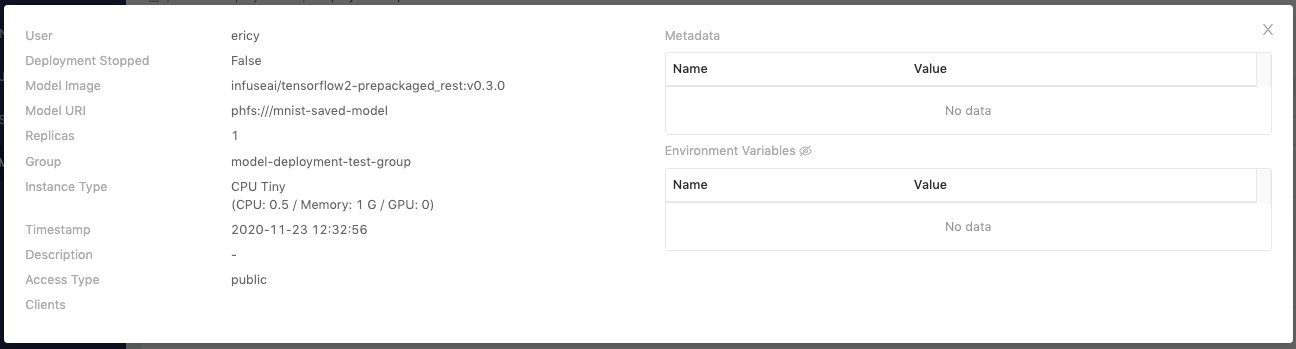 User ericy
Deployment Stopped False
Model Image infuseai/tensorflow2-prepackaged_rest:v0.3.0
Model URI phfs:///mnist-saved-model
Replicas 1
Group model-deployment-test-group
Instance Type CPU Tiny
(CPU: 0.5 / Memory: 1 G / GPU: 0)
Timestamp 2020-11-23 12:32:56
Description -
Access Type public
Clients
Metadata
Name Value
No data
Environment Variables
Name Value
No data